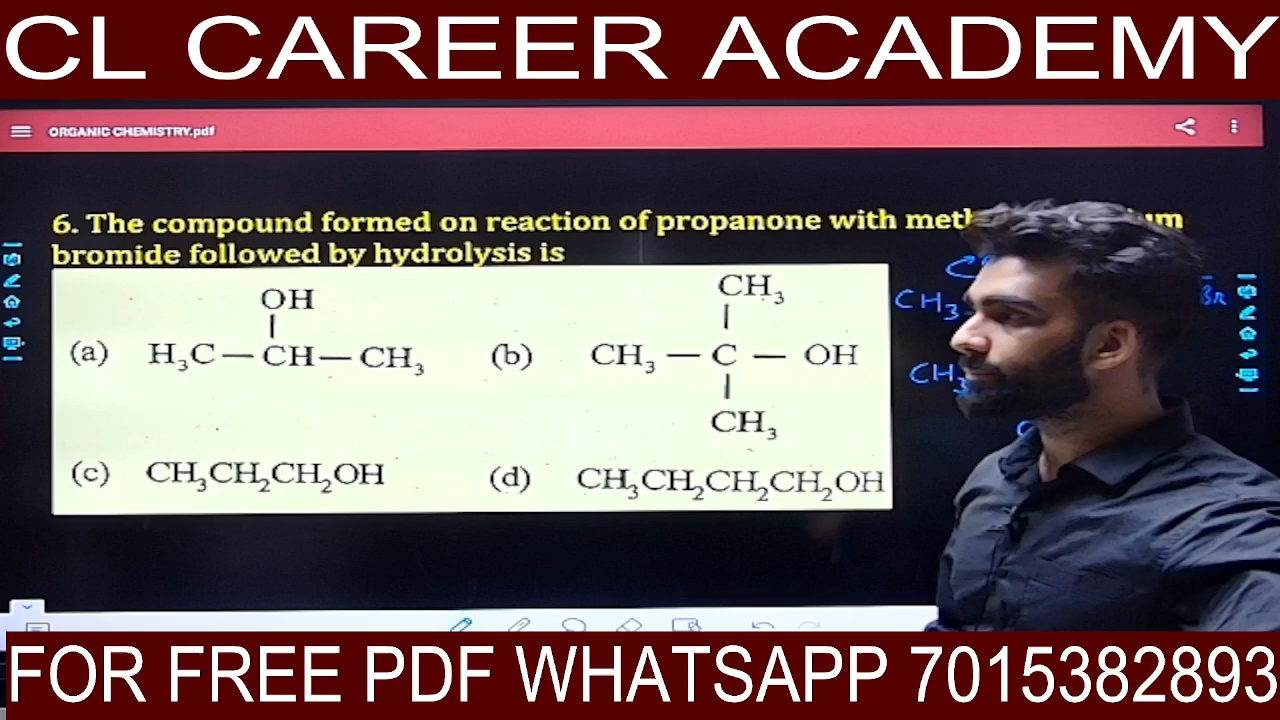 CL CAREER ACADEMY
ORGANIC CHEMISTRY.pdf
6. The compound formed on reaction of propanone with
bromide followed by hydrolysis is
OH
(a) H₃C — CH — CH₃
CH₃
(b) CH₃ — C — OH
CH₃
(c) CH₃CH₂CH₂OH
(d) CH₃CH₂CH₂CH₂OH
CH₃
Br
CH₃
FOR FREE PDF WHATSAPP 7015382893